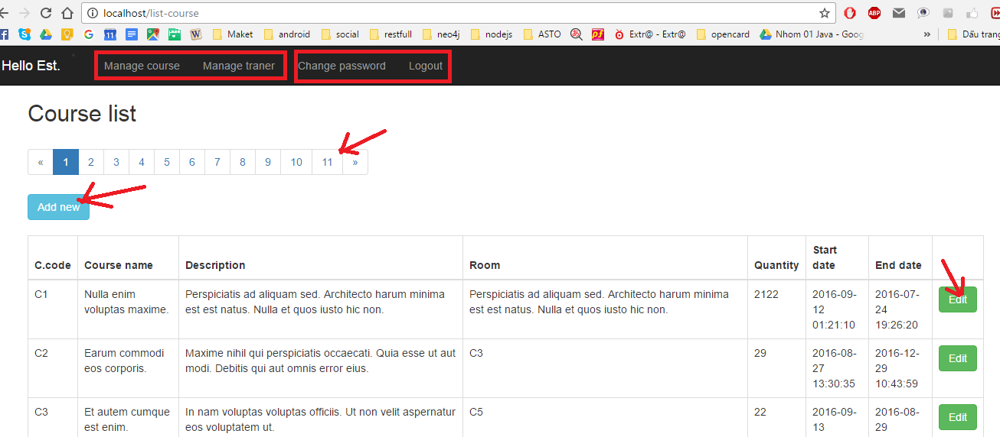 localhost/list-course
ABP
11 Maket android social restfull neo4j nodejs ASTO Extr@ - Extr@ opencard Nhom 01 Java - Goog » Dấu trang
Hello Est. Manage course Manage traner Change password Logout
Course list
« 1 2 3 4 5 6 7 8 9 10 11 »
Add new
C.code Course name Description Room Quantity Start date End date
C1 Nulla enim voluptas maxime. Perspiciatis ad aliquam sed. Architecto harum minima est est natus. Nulla et quos iusto hic non. Perspiciatis ad aliquam sed. Architecto harum minima est est natus. Nulla et quos iusto hic non. 2122 2016-09-12 01:21:10 2016-07-24 19:26:20 Edit
C2 Earum commodi eos corporis. Maxime nihil qui perspiciatis occaecati. Quia esse ut aut modi. Debitis qui aut omnis error eius. C3 29 2016-08-27 13:30:35 2016-12-29 10:43:59 Edit
C3 Et autem cumque est enim. In nam voluptas voluptas officiis. Ut non velit aspernatur eos voluptatem ut. C5 22 2016-09-13 2016-08-29 Edit